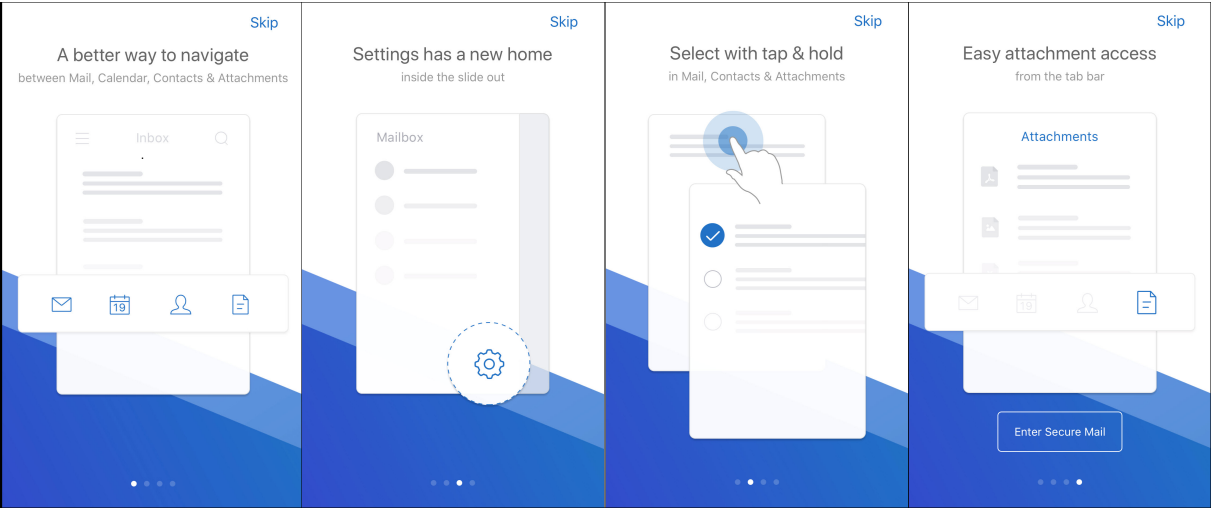 Skip
A better way to navigate
between Mail, Calendar, Contacts & Attachments
Inbox
19
Skip
Settings has a new home
inside the slide out
Mailbox
Skip
Select with tap & hold
in Mail, Contacts & Attachments
Skip
Easy attachment access
from the tab bar
Attachments
19
Enter Secure Mail